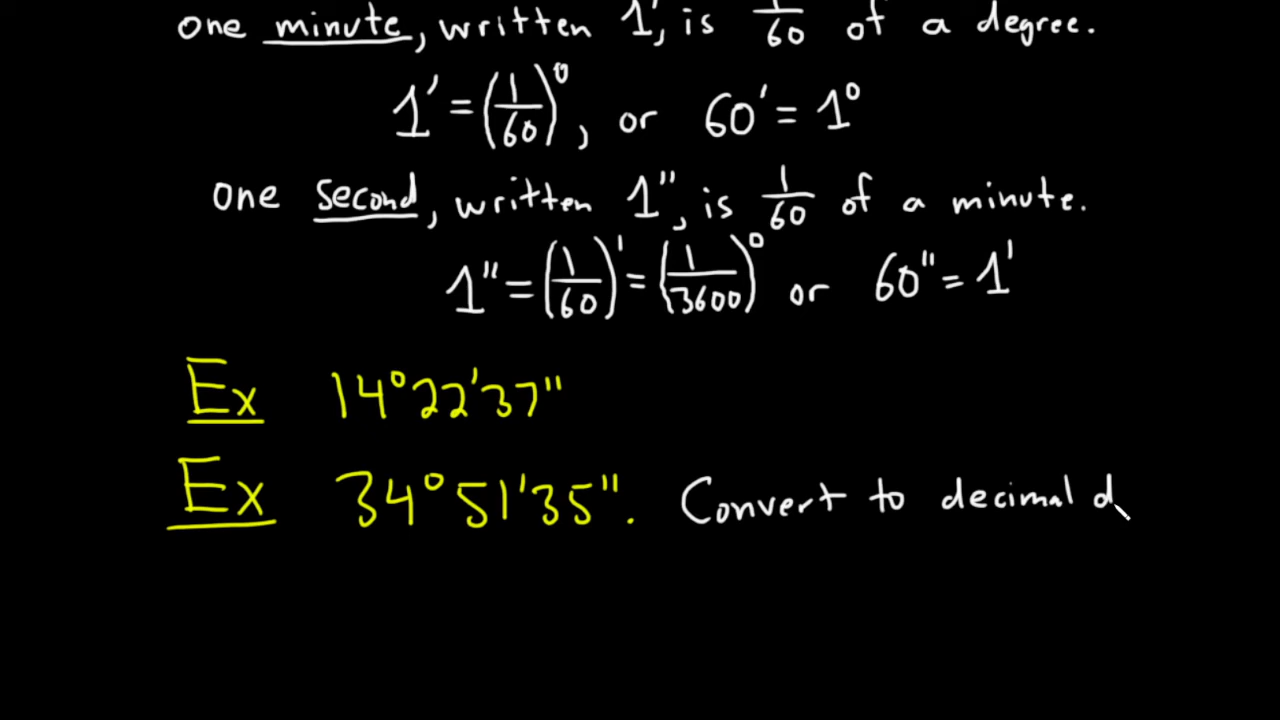 one minute, written 1', is 1/60 of a degree.
1' = (1/60)°, or 60' = 1°
one second, written 1", is 1/60 of a minute.
1" = (1/60)' = (1/3600)° or 60" = 1'
Ex 14°22'37"
Ex 34°51'35". Convert to decimal d